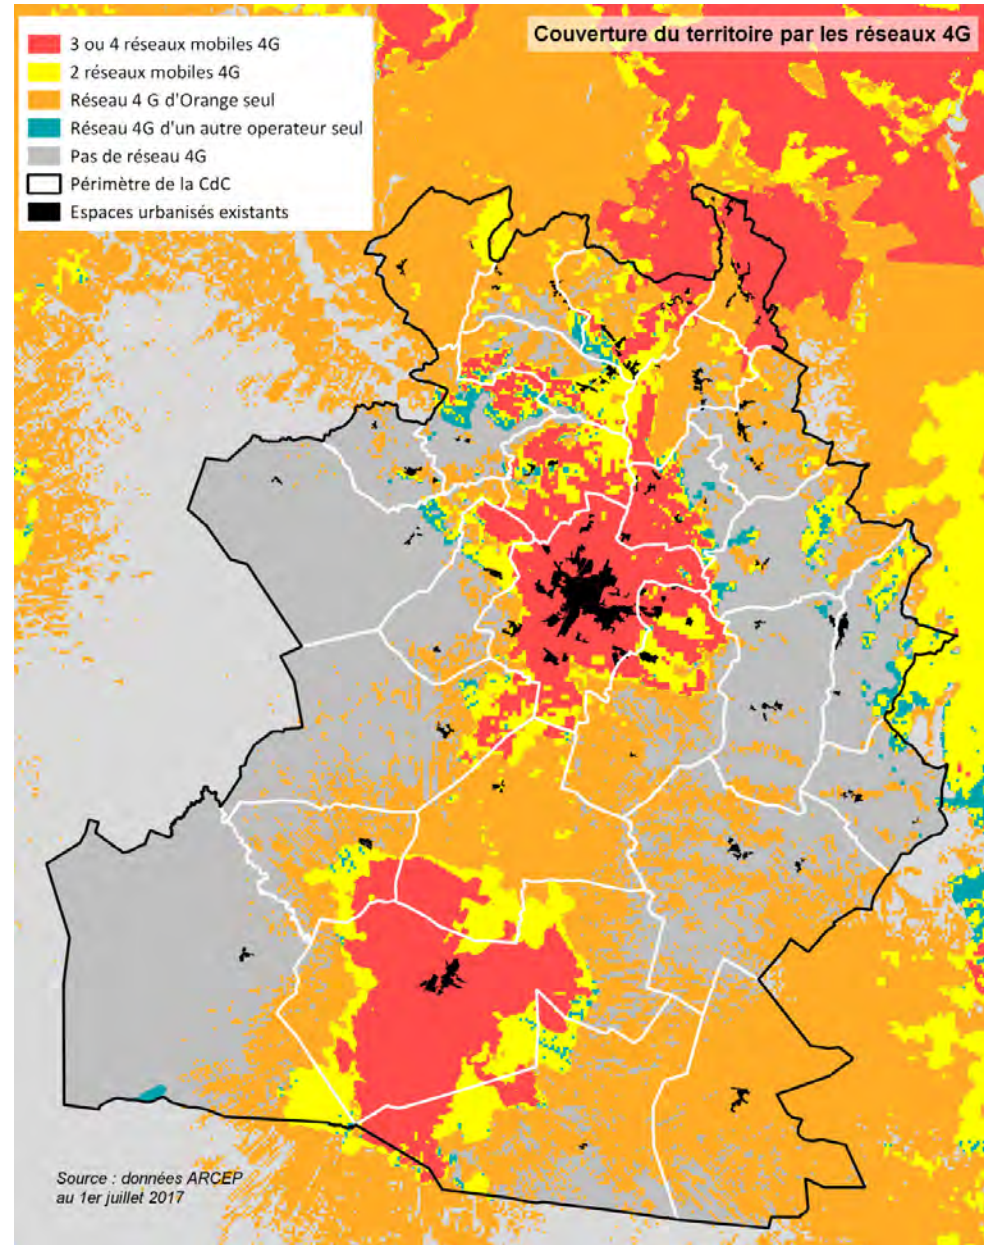 Couverture du territoire par les réseaux 4G
3 ou 4 réseaux mobiles 4G
2 réseaux mobiles 4G
Réseau 4 G d'Orange seul
Réseau 4G d'un autre operateur seul
Pas de réseau 4G
Périmètre de la CdC
Espaces urbanisés existants
Source : données ARCEP
au 1er juillet 2017